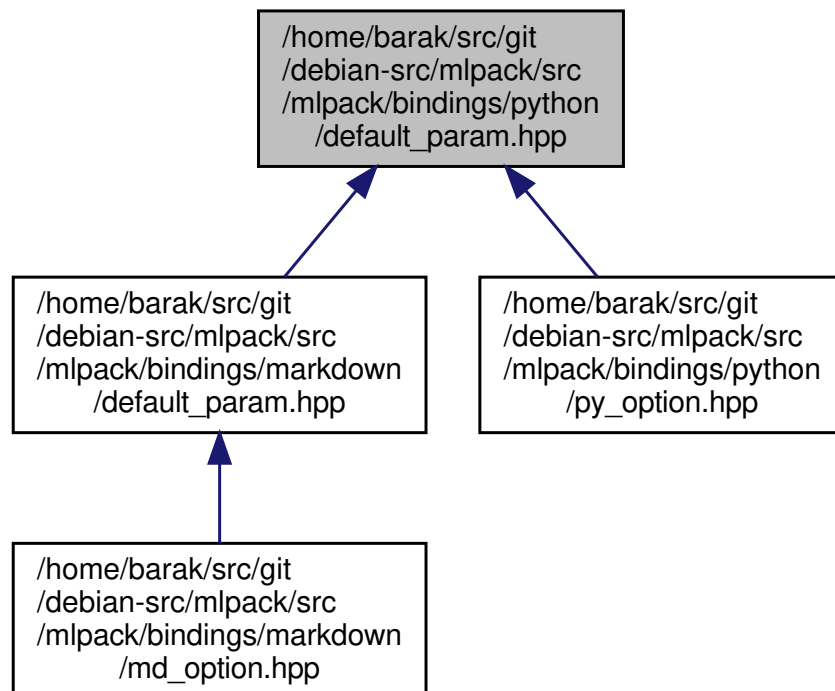 /home/barak/src/git
/debian-src/mlpack/src
/mlpack/bindings/python
/default_param.hpp
/home/barak/src/git
/debian-src/mlpack/src
/mlpack/bindings/markdown
/default_param.hpp
/home/barak/src/git
/debian-src/mlpack/src
/mlpack/bindings/python
/py_option.hpp
/home/barak/src/git
/debian-src/mlpack/src
/mlpack/bindings/markdown
/md_option.hpp